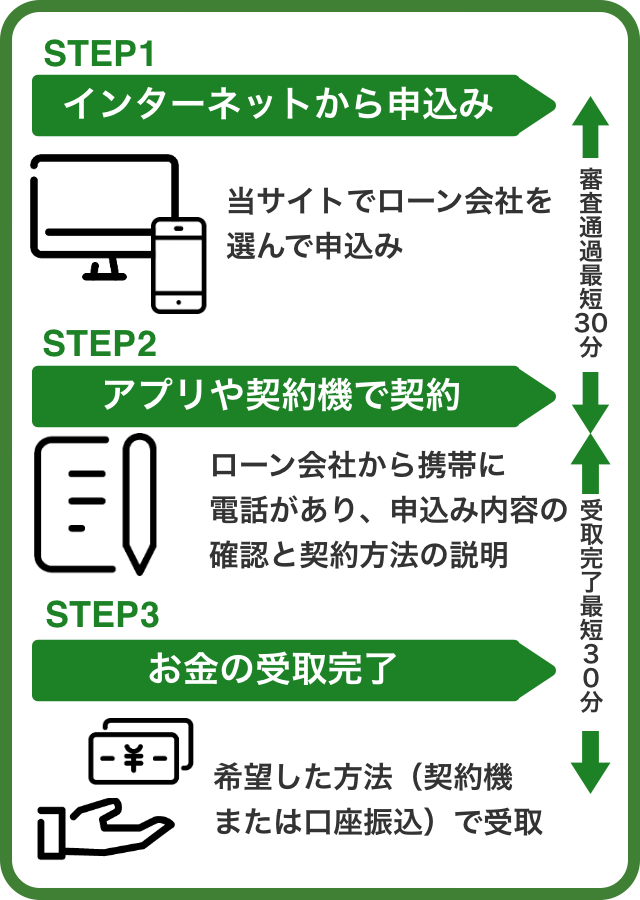 STEP1
インターネットから申込み
当サイトでローン会社を
選んで申込み
審査通過最短30分
STEP2
アプリや契約機で契約
ローン会社から携帯に
電話があり、申込み内容の
確認と契約方法の説明
受取完了最短30分
STEP3
お金の受取完了
¥
希望した方法（契約機
または口座振込）で受取